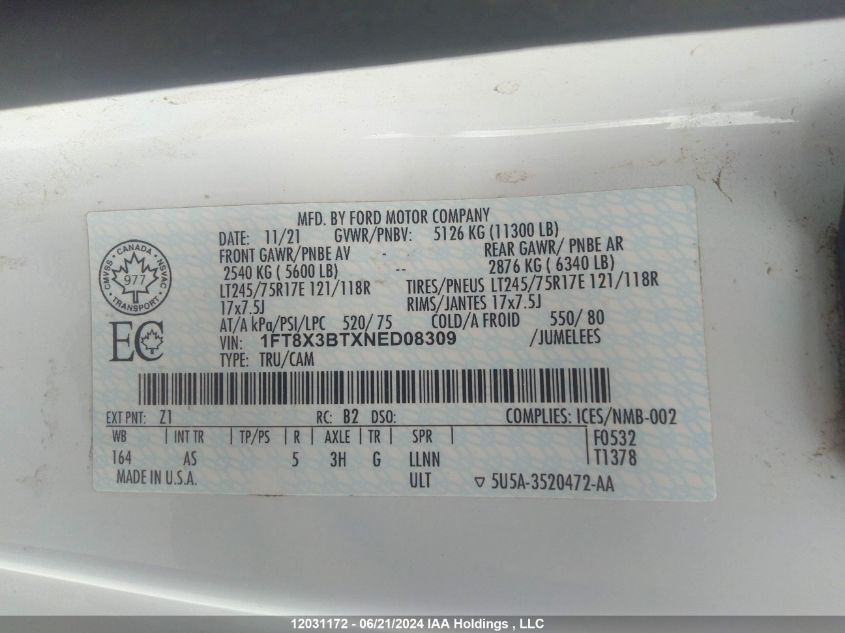 MFD. BY FORD MOTOR COMPANY
DATE: 11/21 GVWR/PNBV: 5126 KG (11300 LB)
FRONT GAWR/PNBE AV - REAR GAWR/ PNBE AR
2540 KG ( 5600 LB) -- 2876 KG ( 6340 LB)
LT245/75R17E 121/118R TIRES/PNEUS LT245/75R17E 121/118R
17x7.5J RIMS/JANTES 17x7.5J
AT/A kPa/PSI/LPC 520/ 75 COLD/A FROID 550/ 80
VIN: 1FT8X3BTXNED08309 /JUMELEES
TYPE: TRU/CAM
CANADA
CMVSS NSVAC
977
TRANSPORT
EC
EXT PNT: Z1 RC: B2 DSO: COMPLIES: ICES/NMB-002
WB INT TR TP/PS R AXLE TR SPR F0532
164 AS 5 3H G LLNN T1378
MADE IN U.S.A. ULT ▽ 5U5A-3520472-AA
12031172 - 06/21/2024 IAA Holdings , LLC